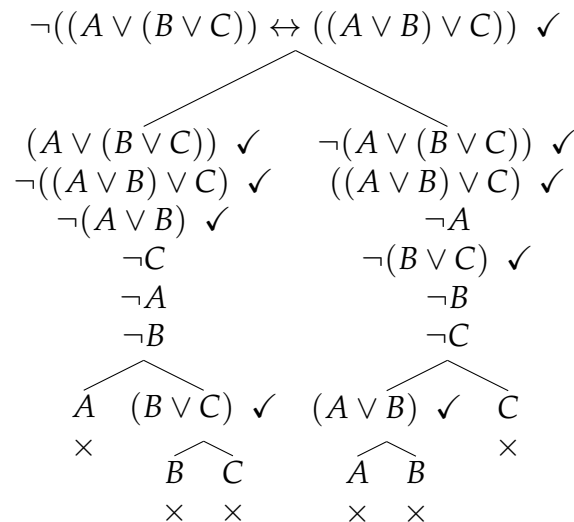 ¬((A ∨ (B ∨ C)) ↔ ((A ∨ B) ∨ C)) ✓
(A ∨ (B ∨ C)) ✓ ¬(A ∨ (B ∨ C)) ✓
¬((A ∨ B) ∨ C) ✓ ((A ∨ B) ∨ C) ✓
¬(A ∨ B) ✓ ¬A
¬C ¬(B ∨ C) ✓
¬A ¬B
¬B ¬C
A (B ∨ C) ✓ (A ∨ B) ✓ C
× ×
B C A B
× × × ×